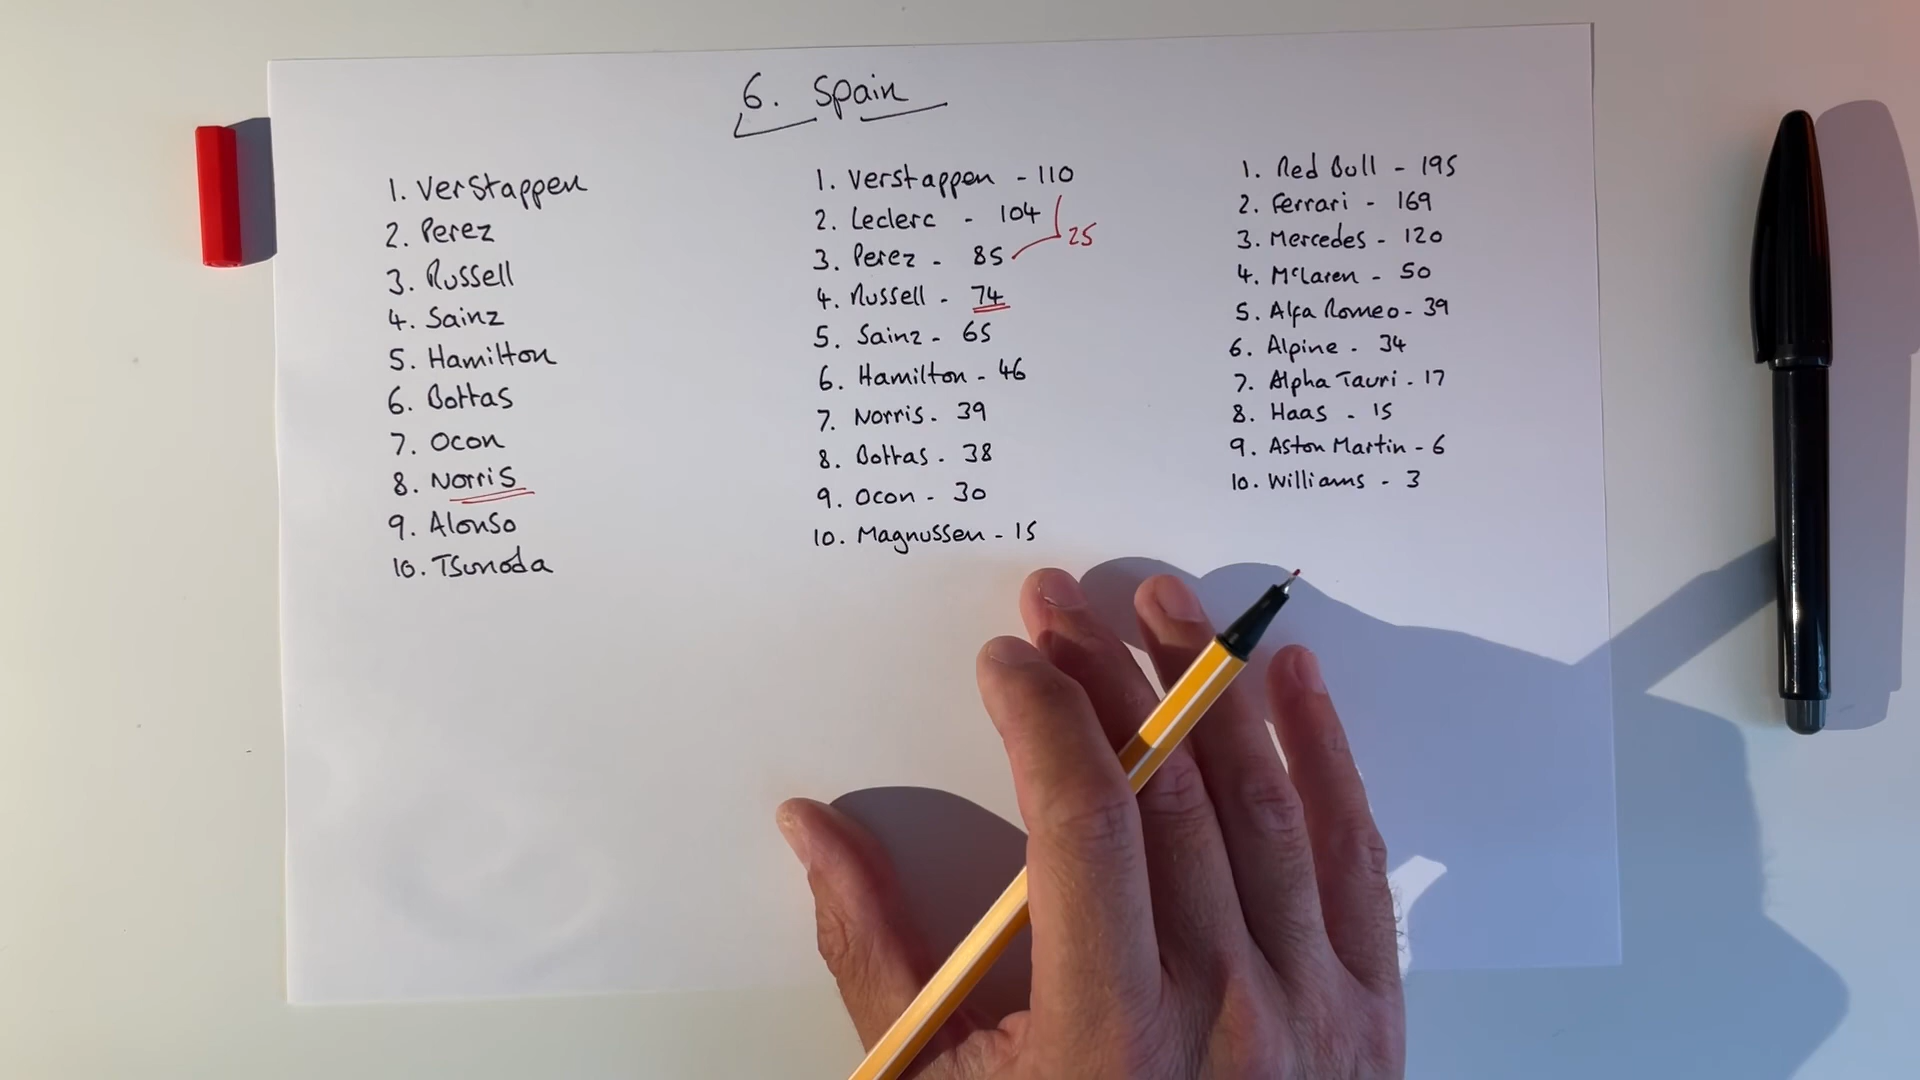 6. Spain
1. Verstappen
2. Perez
3. Russell
4. Sainz
5. Hamilton
6. Bottas
7. Ocon
8. Norris
9. Alonso
10. Tsunoda
1. Verstappen - 110
2. Leclerc - 104
25
3. Perez - 85
4. Russell - 74
5. Sainz - 65
6. Hamilton - 46
7. Norris - 39
8. Bottas - 38
9. Ocon - 30
10. Magnussen - 15
1. Red Bull - 195
2. Ferrari - 169
3. Mercedes - 120
4. McLaren - 50
5. Alfa Romeo - 39
6. Alpine - 34
7. Alpha Tauri - 17
8. Haas - 15
9. Aston Martin - 6
10. Williams - 3